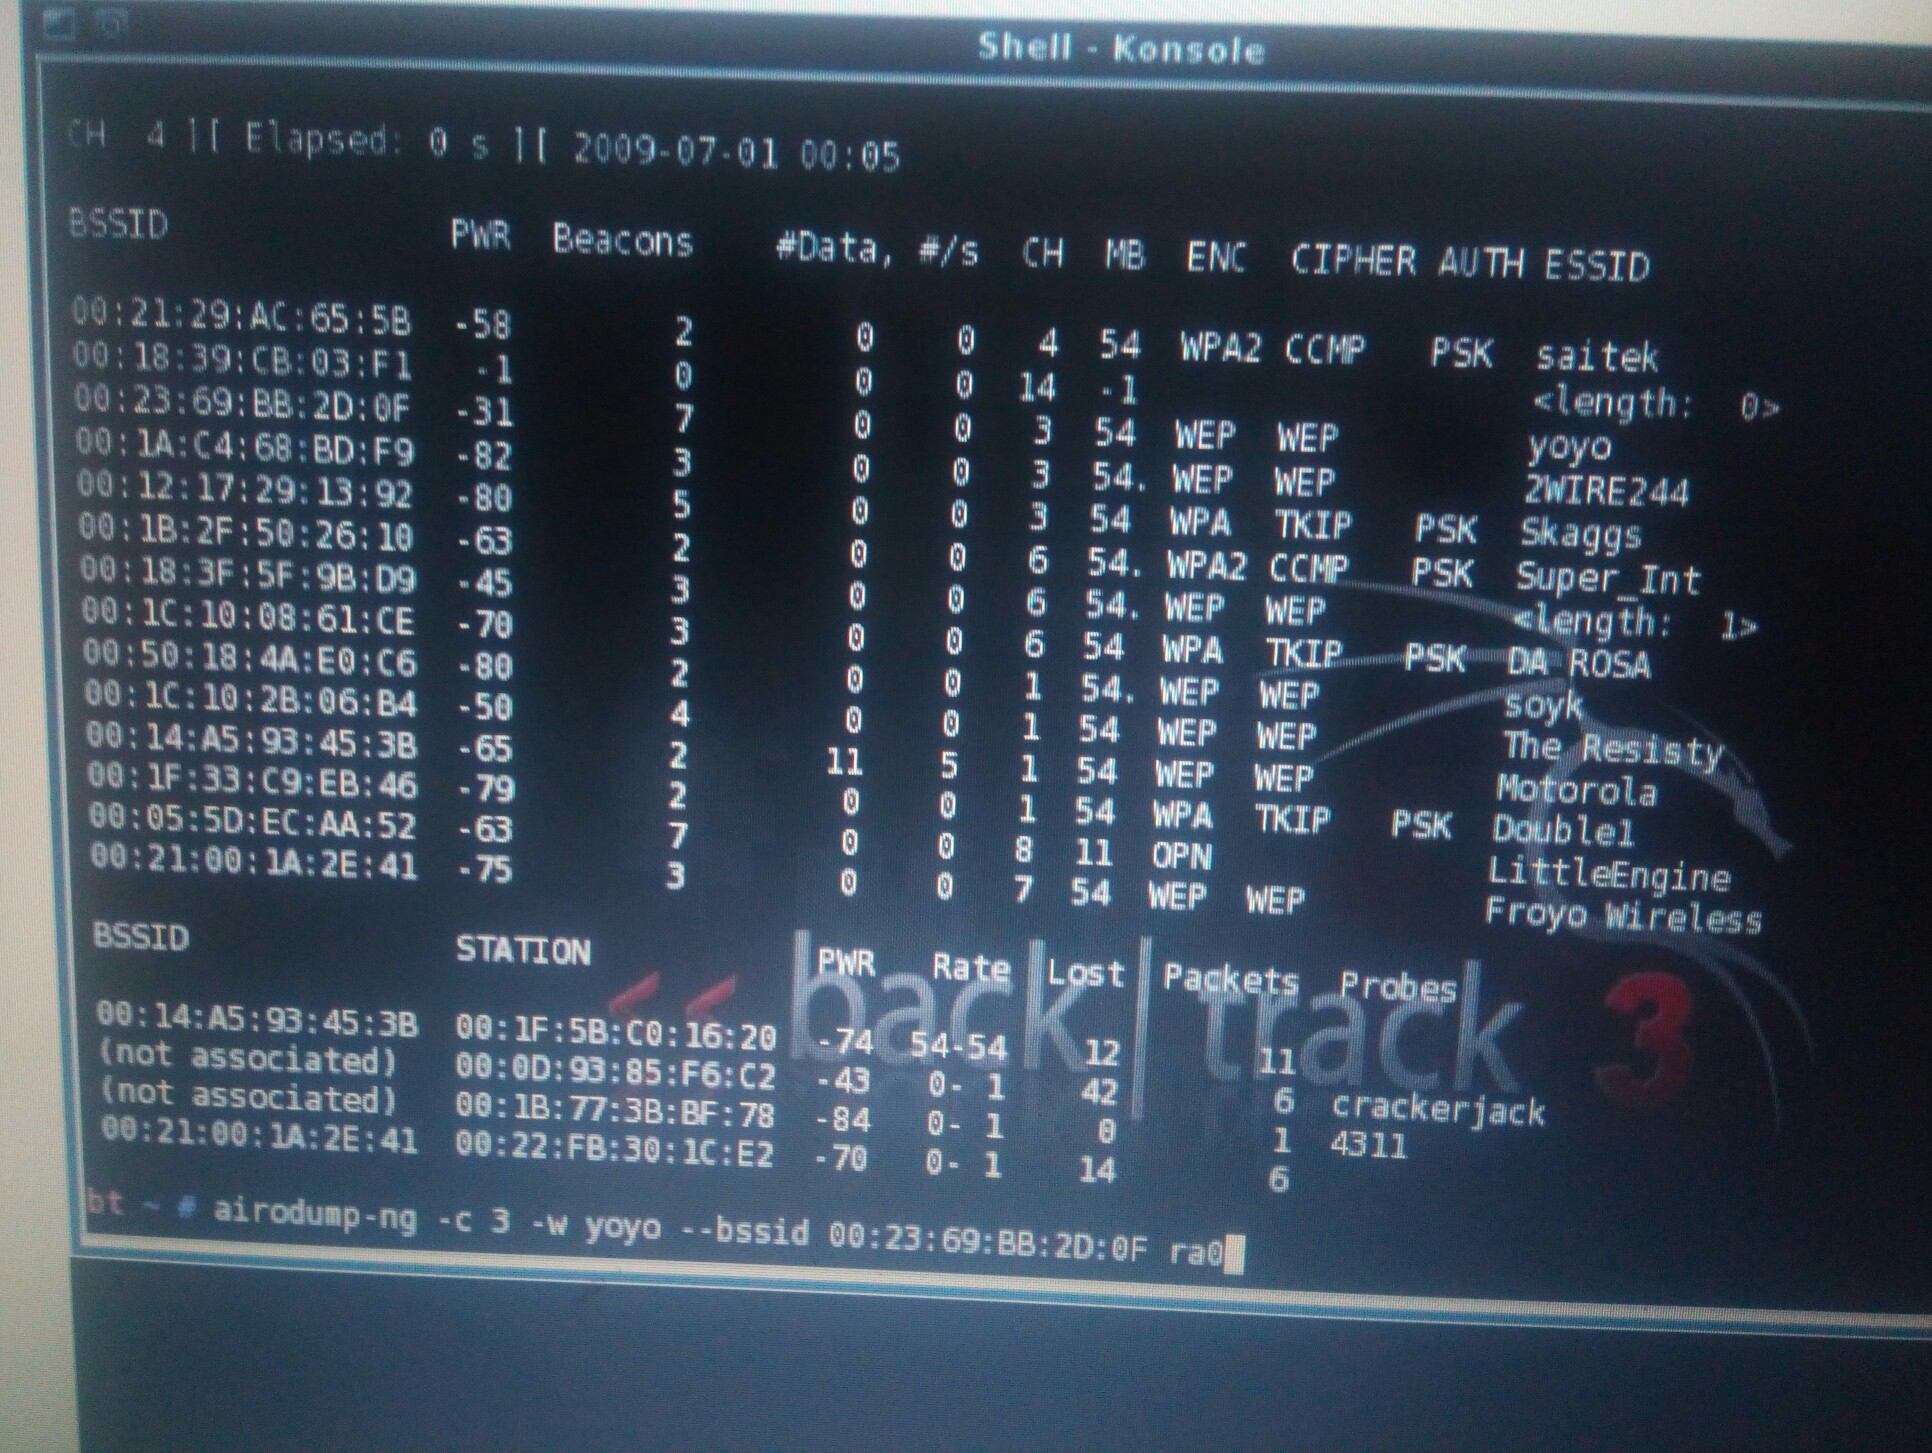 Shell - Konsole
CH 4 ][ Elapsed: 0 s ][ 2009-07-01 00:05
BSSID PWR Beacons #Data, #/s CH MB ENC CIPHER AUTH ESSID
00:21:29:AC:65:5B -58 2 0 0 4 54 WPA2 CCMP PSK saitek
00:18:39:CB:03:F1 -1 0 0 0 14 -1 <length: 0>
00:23:69:BB:2D:0F -31 7 0 0 3 54 WEP WEP yoyo
00:1A:C4:68:BD:F9 -82 3 0 0 3 54. WEP WEP 2WIRE244
00:12:17:29:13:92 -80 5 0 0 3 54 WPA TKIP PSK Skaggs
00:1B:2F:50:26:10 -63 2 0 0 6 54. WPA2 CCMP PSK Super_Int
00:18:3F:5F:9B:D9 -45 3 0 0 6 54. WEP WEP <length: 1>
00:1C:10:08:61:CE -70 3 0 0 6 54 WPA TKIP PSK DA ROSA
00:50:18:4A:E0:C6 -80 2 0 0 1 54. WEP WEP soyk
00:1C:10:2B:06:B4 -50 4 0 0 1 54 WEP WEP The Resisty
00:14:A5:93:45:3B -65 2 11 5 1 54 WEP WEP Motorola
00:1F:33:C9:EB:46 -79 2 0 0 1 54 WPA TKIP PSK Double1
00:05:5D:EC:AA:52 -63 7 0 0 8 11 OPN LittleEngine
00:21:00:1A:2E:41 -75 3 0 0 7 54 WEP WEP Froyo Wireless
BSSID STATION PWR Rate Lost Packets Probes
<< back | track 3
00:14:A5:93:45:3B 00:1F:5B:C0:16:20 -74 54-54 12 11
(not associated) 00:0D:93:85:F6:C2 -43 0- 1 42 6 crackerjack
(not associated) 00:1B:77:3B:BF:78 -84 0- 1 0 1 4311
00:21:00:1A:2E:41 00:22:FB:30:1C:E2 -70 0- 1 14 6
bt ~ # airodump-ng -c 3 -w yoyo --bssid 00:23:69:BB:2D:0F ra0